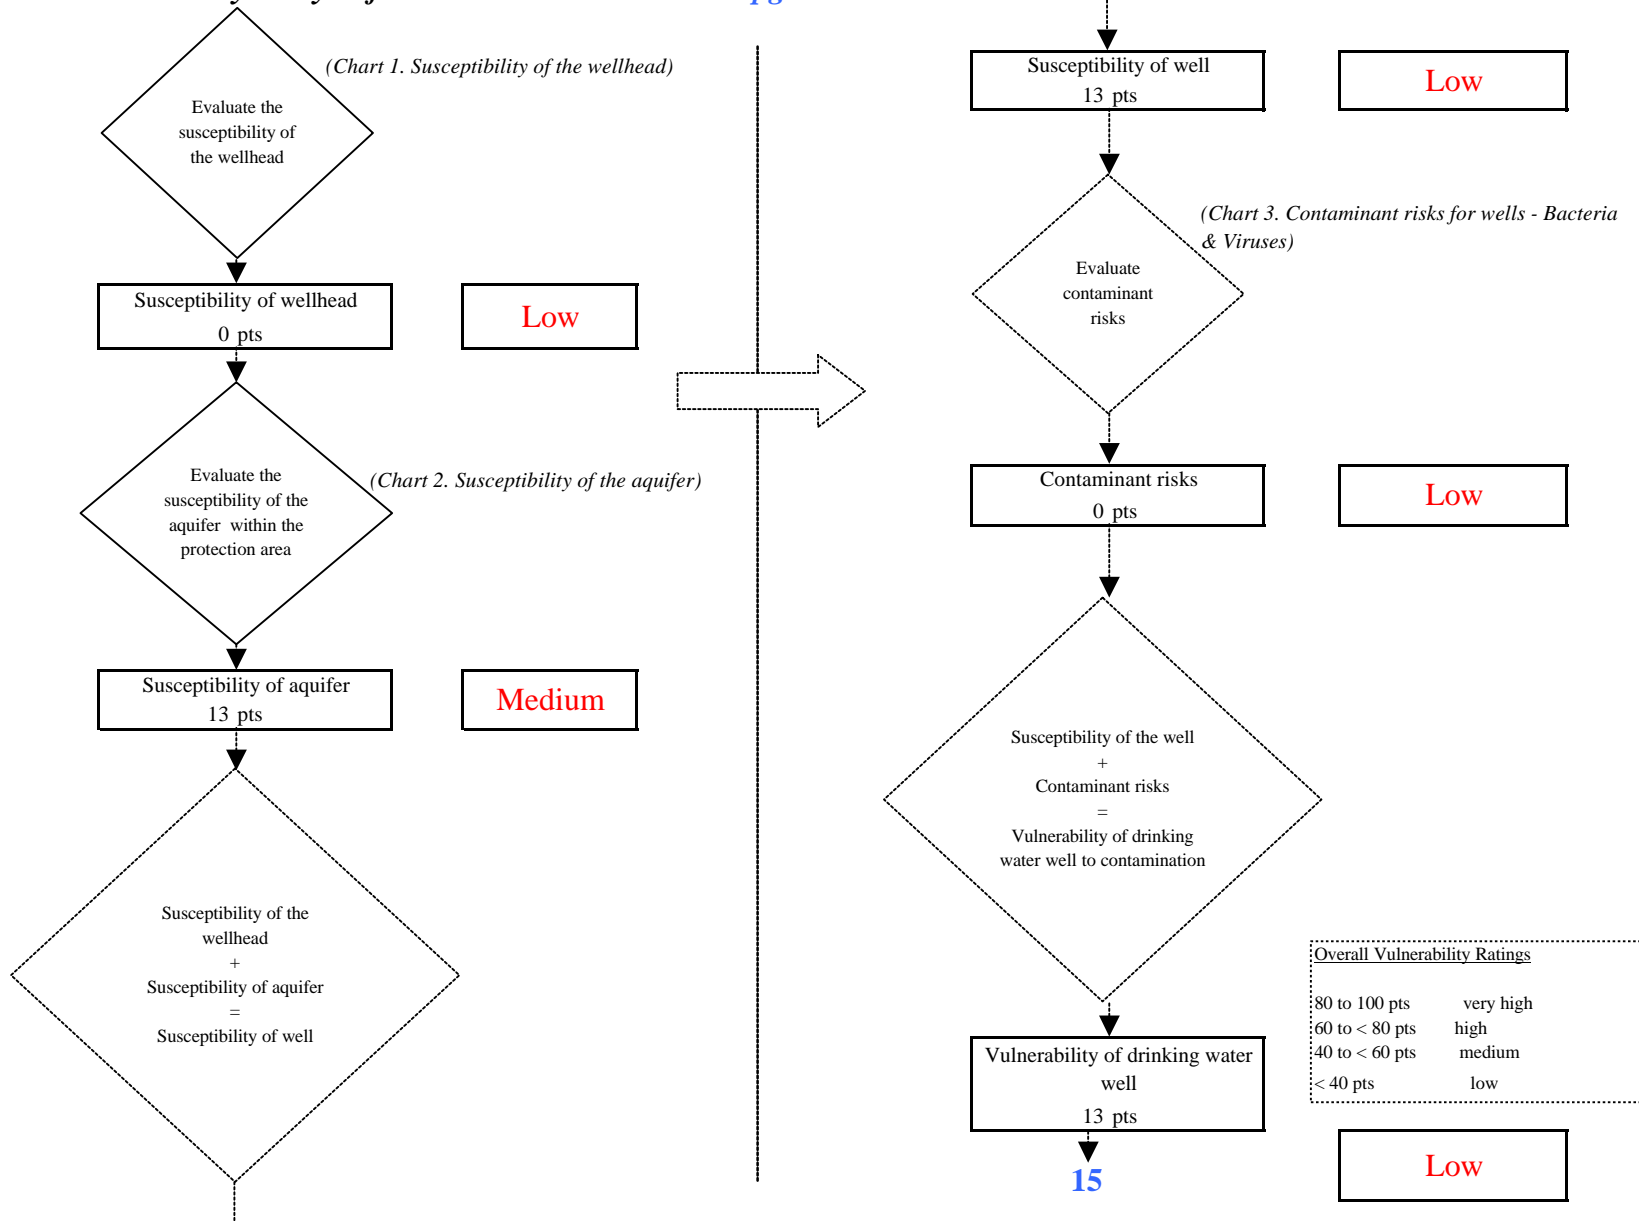 (Chart 1. Susceptibility of the wellhead)
Evaluate the
susceptibility of
the wellhead
Susceptibility of wellhead
0 pts
Low
Evaluate the
susceptibility of the
aquifer within the
protection area
(Chart 2. Susceptibility of the aquifer)
Susceptibility of aquifer
13 pts
Medium
Susceptibility of the
wellhead
+
Susceptibility of aquifer
=
Susceptibility of well
Susceptibility of well
13 pts
Low
(Chart 3. Contaminant risks for wells - Bacteria
& Viruses)
Evaluate
contaminant
risks
Contaminant risks
0 pts
Low
Susceptibility of the well
+
Contaminant risks
=
Vulnerability of drinking
water well to contamination
Overall Vulnerability Ratings
80 to 100 pts very high
60 to < 80 pts high
40 to < 60 pts medium
< 40 pts low
Vulnerability of drinking water
well
13 pts
15
Low